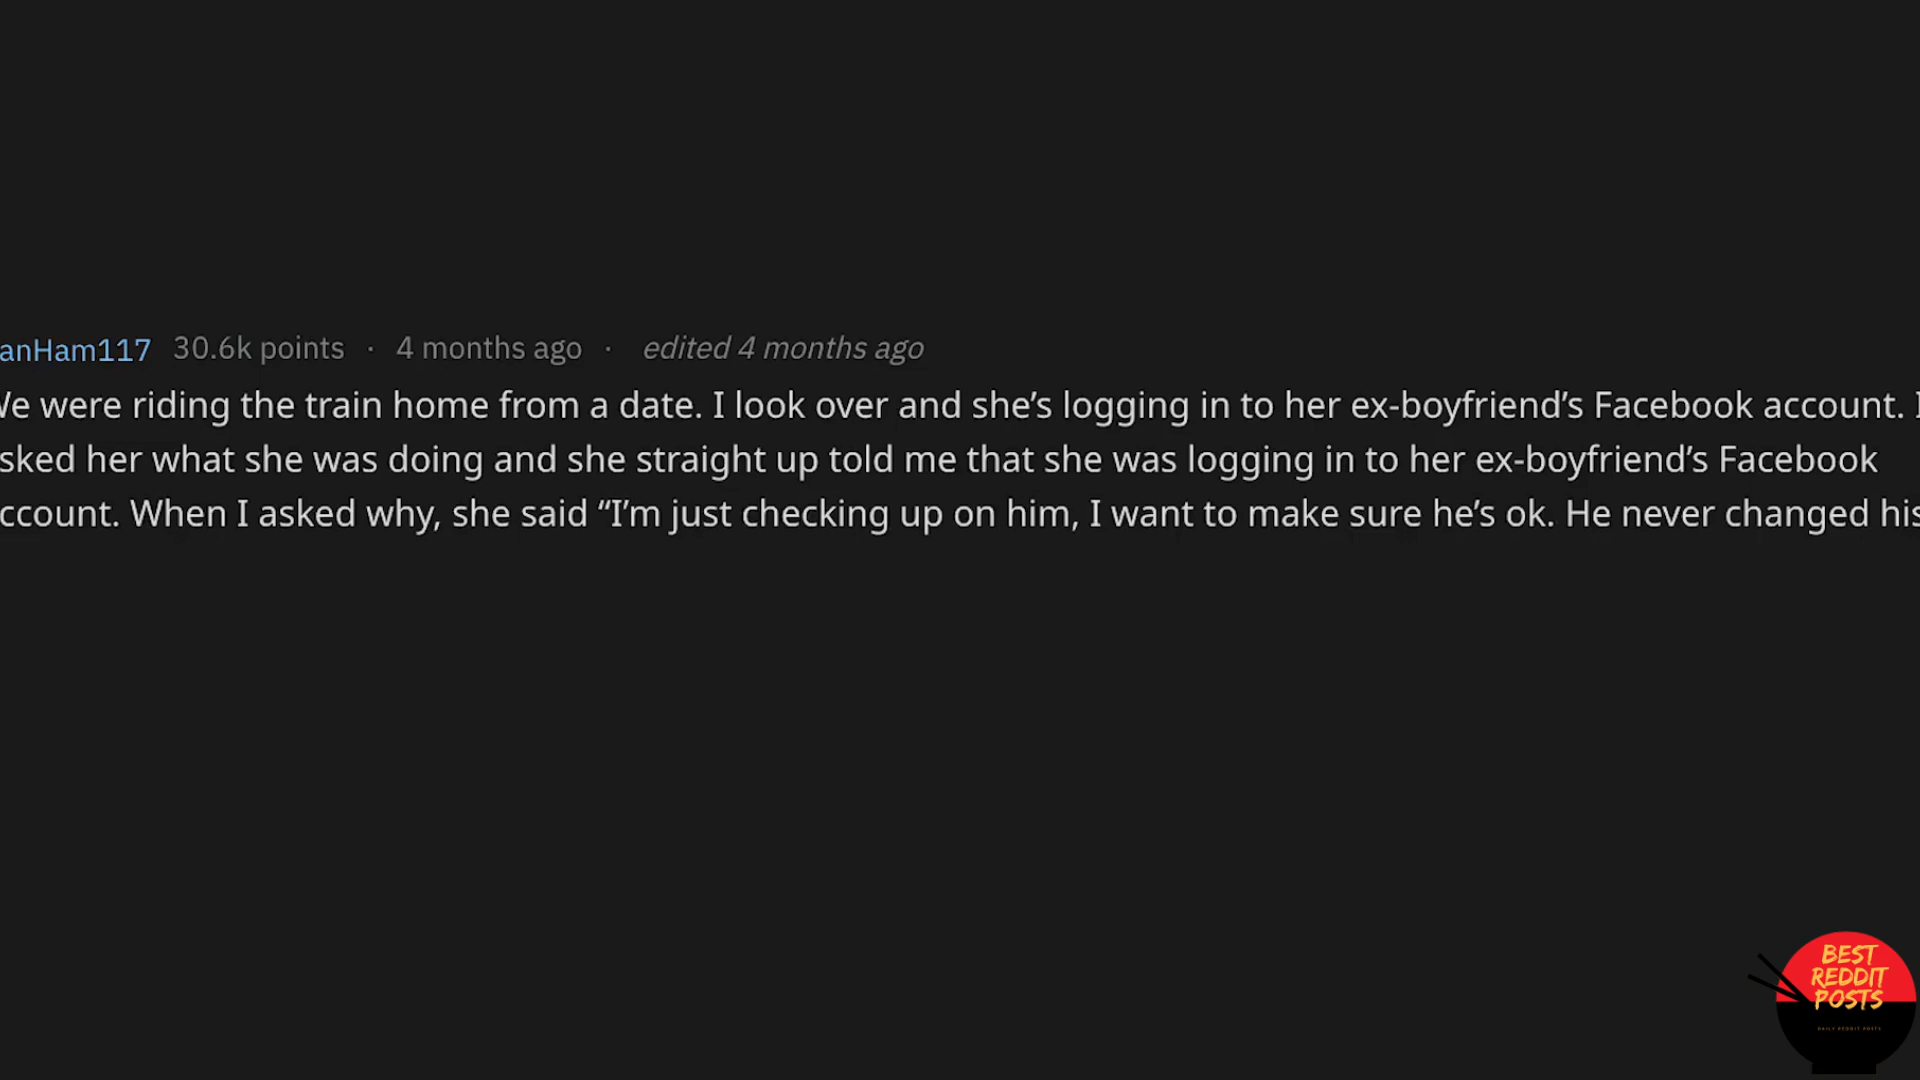 anHam117 30.6k points · 4 months ago · edited 4 months ago
We were riding the train home from a date. I look over and she’s logging in to her ex-boyfriend’s Facebook account. I
sked her what she was doing and she straight up told me that she was logging in to her ex-boyfriend’s Facebook
ccount. When I asked why, she said “I’m just checking up on him, I want to make sure he’s ok. He never changed his
BEST
REDDIT
POSTS
DAILY REDDIT POSTS